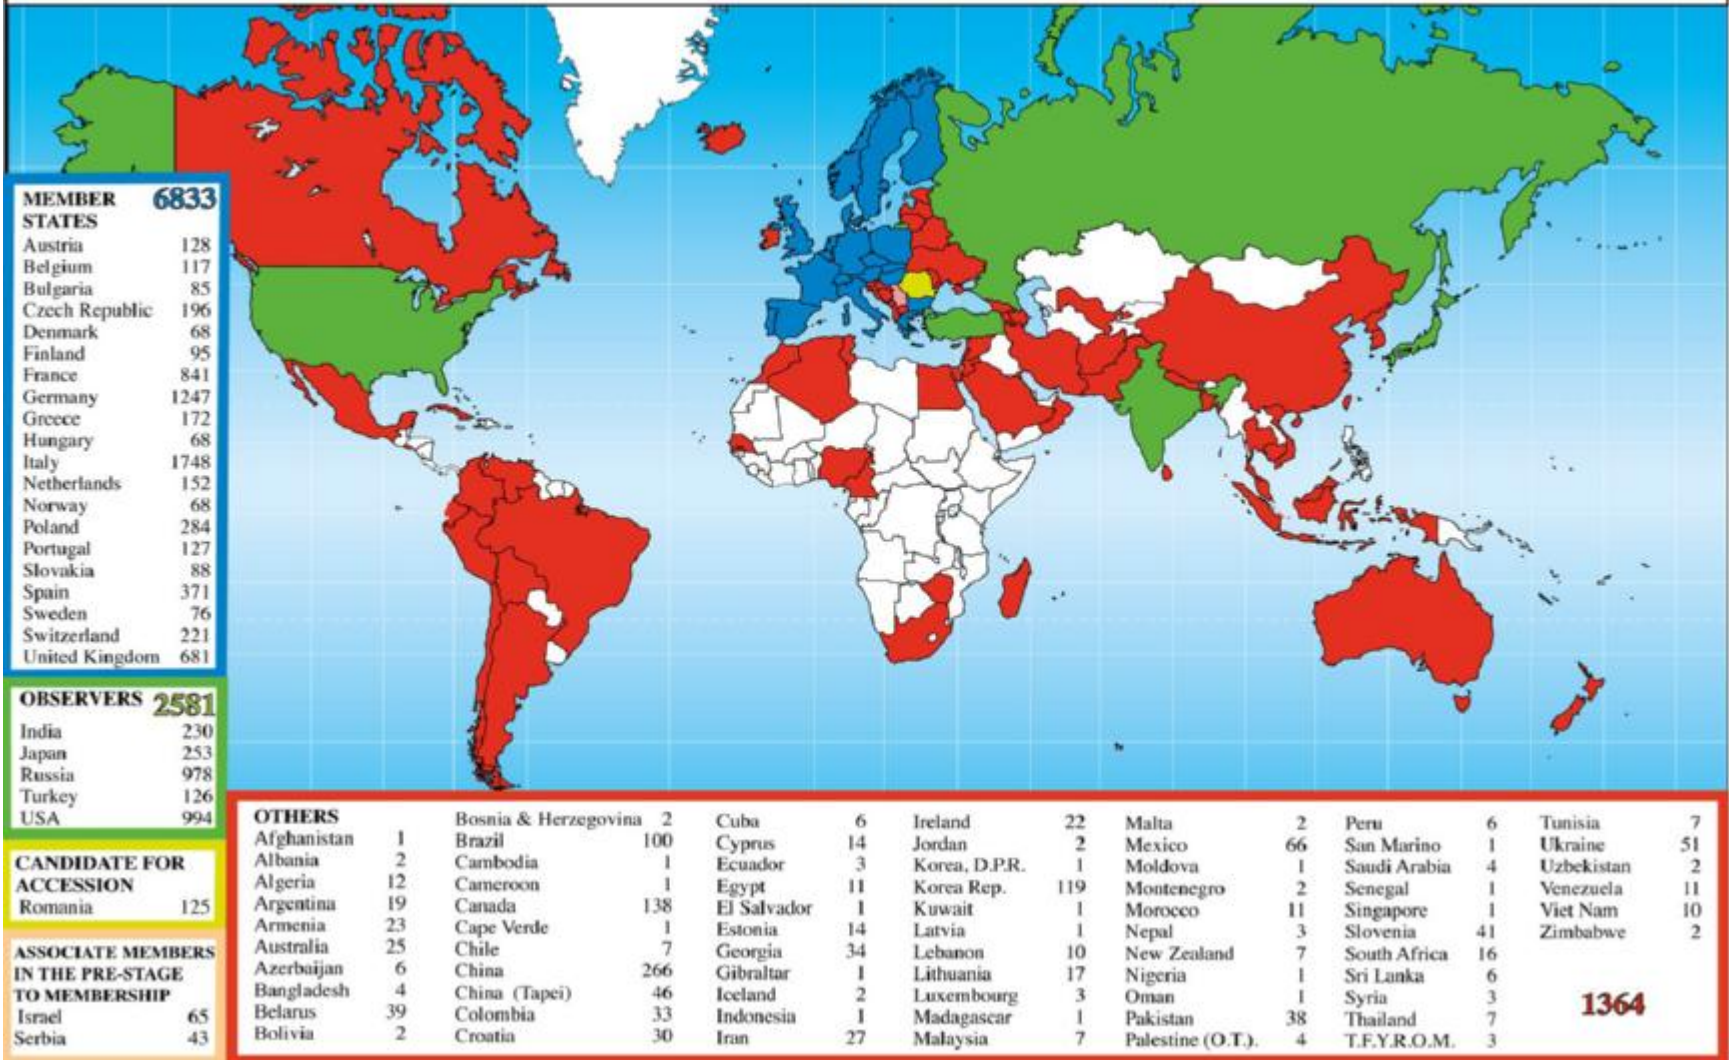 MEMBER STATES 6833
Austria 128
Belgium 117
Bulgaria 85
Czech Republic 196
Denmark 68
Finland 95
France 841
Germany 1247
Greece 172
Hungary 68
Italy 1748
Netherlands 152
Norway 68
Poland 284
Portugal 127
Slovakia 88
Spain 371
Sweden 76
Switzerland 221
United Kingdom 681
OBSERVERS 2581
India 230
Japan 253
Russia 978
Turkey 126
USA 994
CANDIDATE FOR
ACCESSION
Romania 125
ASSOCIATE MEMBERS
IN THE PRE-STAGE
TO MEMBERSHIP
Israel 65
Serbia 43
OTHERS
Afghanistan 1
Albania 2
Algeria 12
Argentina 19
Armenia 23
Australia 25
Azerbaijan 6
Bangladesh 4
Belarus 39
Bolivia 2
Bosnia & Herzegovina 2
Brazil 100
Cambodia 1
Cameroon 1
Canada 138
Cape Verde 1
Chile 7
China 266
China (Tapei) 46
Colombia 33
Croatia 30
Cuba 6
Cyprus 14
Ecuador 3
Egypt 11
El Salvador 1
Estonia 14
Georgia 34
Gibraltar 1
Iceland 2
Indonesia 1
Iran 27
Ireland 22
Jordan 2
Korea, D.P.R. 1
Korea Rep. 119
Kuwait 1
Latvia 1
Lebanon 10
Lithuania 17
Luxembourg 3
Madagascar 1
Malaysia 7
Malta 2
Mexico 66
Moldova 1
Montenegro 2
Morocco 11
Nepal 3
New Zealand 7
Nigeria 1
Oman 1
Pakistan 38
Palestine (O.T.). 4
Peru 6
San Marino 1
Saudi Arabia 4
Senegal 1
Singapore 1
Slovenia 41
South Africa 16
Sri Lanka 6
Syria 3
Thailand 7
T.F.Y.R.O.M. 3
Tunisia 7
Ukraine 51
Uzbekistan 2
Venezuela 11
Viet Nam 10
Zimbabwe 2
1364